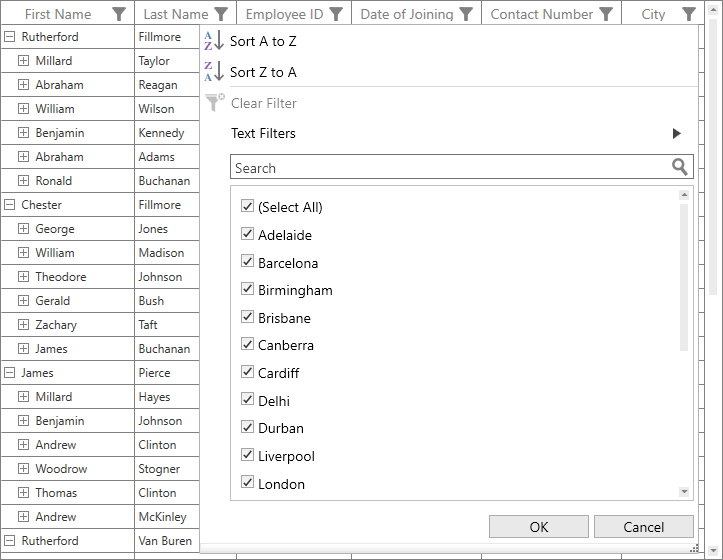 First Name Last Name Employee ID Date of Joining Contact Number City
Rutherford Fillmore
Millard Taylor
Abraham Reagan
William Wilson
Benjamin Kennedy
Abraham Adams
Ronald Buchanan
Chester Fillmore
George Jones
William Madison
Theodore Johnson
Gerald Bush
Zachary Taft
James Buchanan
James Pierce
Millard Hayes
Benjamin Johnson
Andrew Clinton
Woodrow Stogner
Thomas Clinton
Andrew McKinley
Rutherford Van Buren
Sort A to Z
Sort Z to A
Clear Filter
Text Filters
Search
(Select All)
Adelaide
Barcelona
Birmingham
Brisbane
Canberra
Cardiff
Delhi
Durban
Liverpool
London
OK Cancel